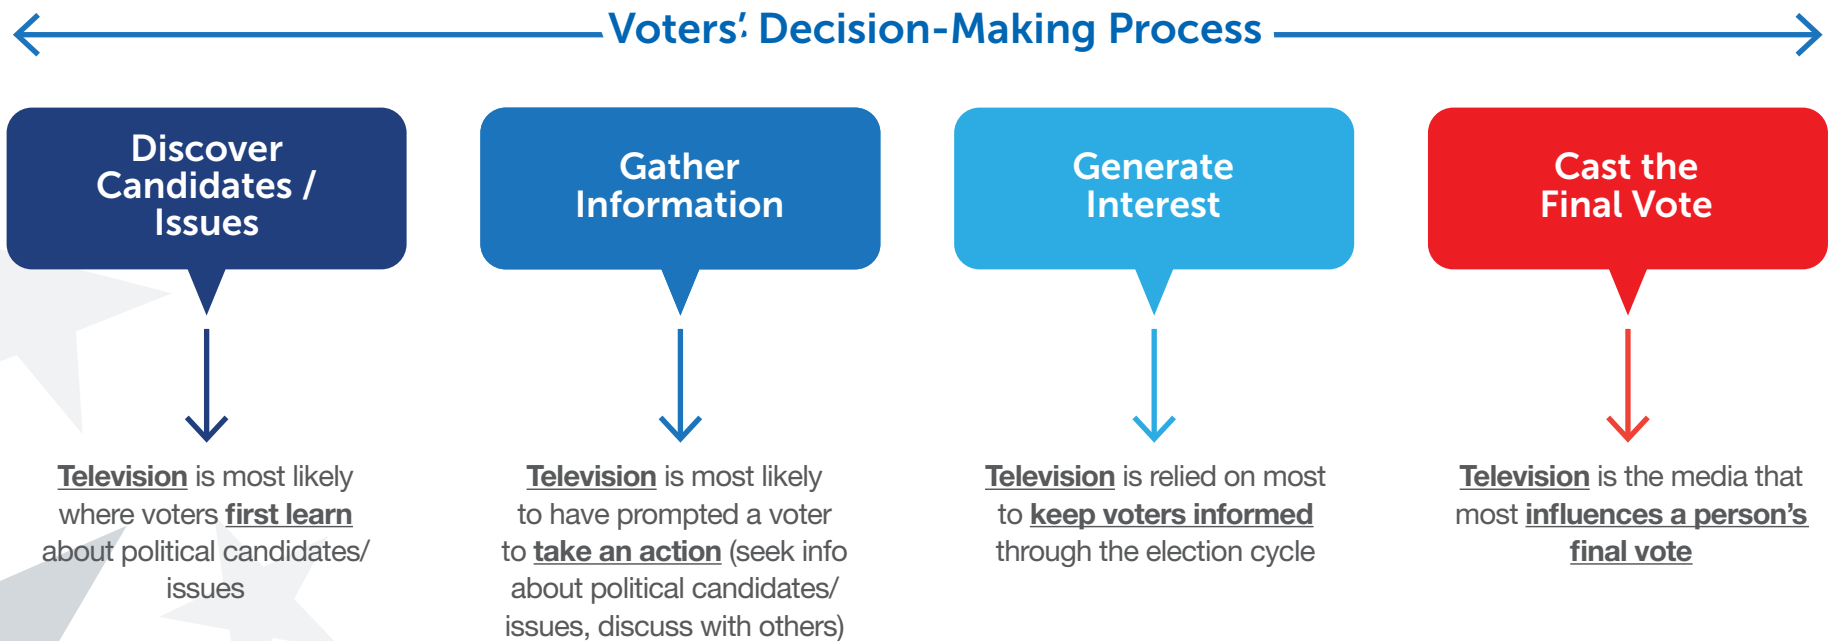 Voters’ Decision-Making Process
Discover
Candidates /
Issues
Gather
Information
Generate
Interest
Cast the
Final Vote
Television is most likely
where voters first learn
about political candidates/
issues
Television is most likely
to have prompted a voter
to take an action (seek info
about political candidates/
issues, discuss with others)
Television is relied on most
to keep voters informed
through the election cycle
Television is the media that
most influences a person’s
final vote